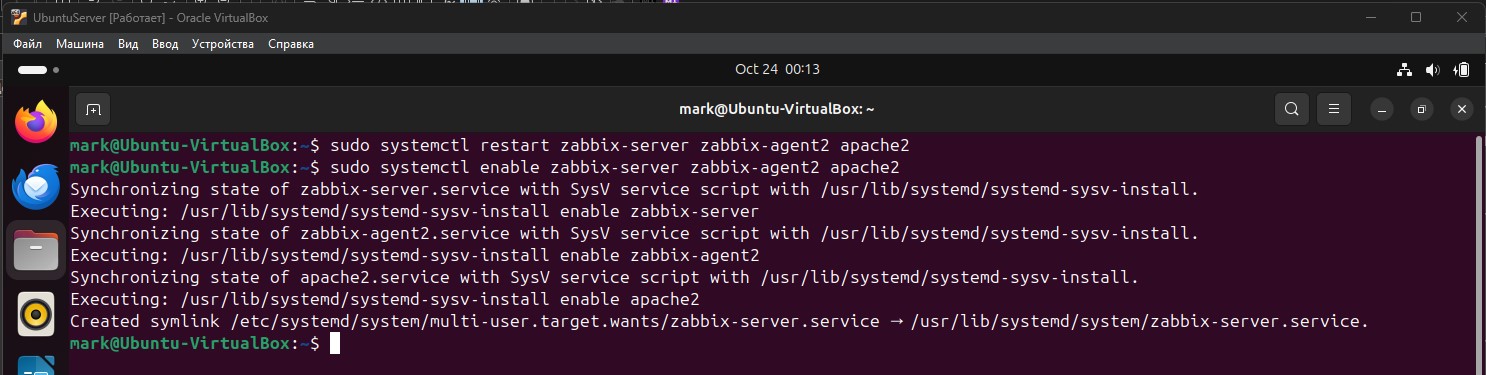 UbuntuServer [Работает] - Oracle VirtualBox
Файл Машина Вид Ввод Устройства Справка
Oct 24 00:13
mark@Ubuntu-VirtualBox: ~
mark@Ubuntu-VirtualBox:~$ sudo systemctl restart zabbix-server zabbix-agent2 apache2
mark@Ubuntu-VirtualBox:~$ sudo systemctl enable zabbix-server zabbix-agent2 apache2
Synchronizing state of zabbix-server.service with SysV service script with /usr/lib/systemd/systemd-sysv-install.
Executing: /usr/lib/systemd/systemd-sysv-install enable zabbix-server
Synchronizing state of zabbix-agent2.service with SysV service script with /usr/lib/systemd/systemd-sysv-install.
Executing: /usr/lib/systemd/systemd-sysv-install enable zabbix-agent2
Synchronizing state of apache2.service with SysV service script with /usr/lib/systemd/systemd-sysv-install.
Executing: /usr/lib/systemd/systemd-sysv-install enable apache2
Created symlink /etc/systemd/system/multi-user.target.wants/zabbix-server.service → /usr/lib/systemd/system/zabbix-server.service.
mark@Ubuntu-VirtualBox:~$